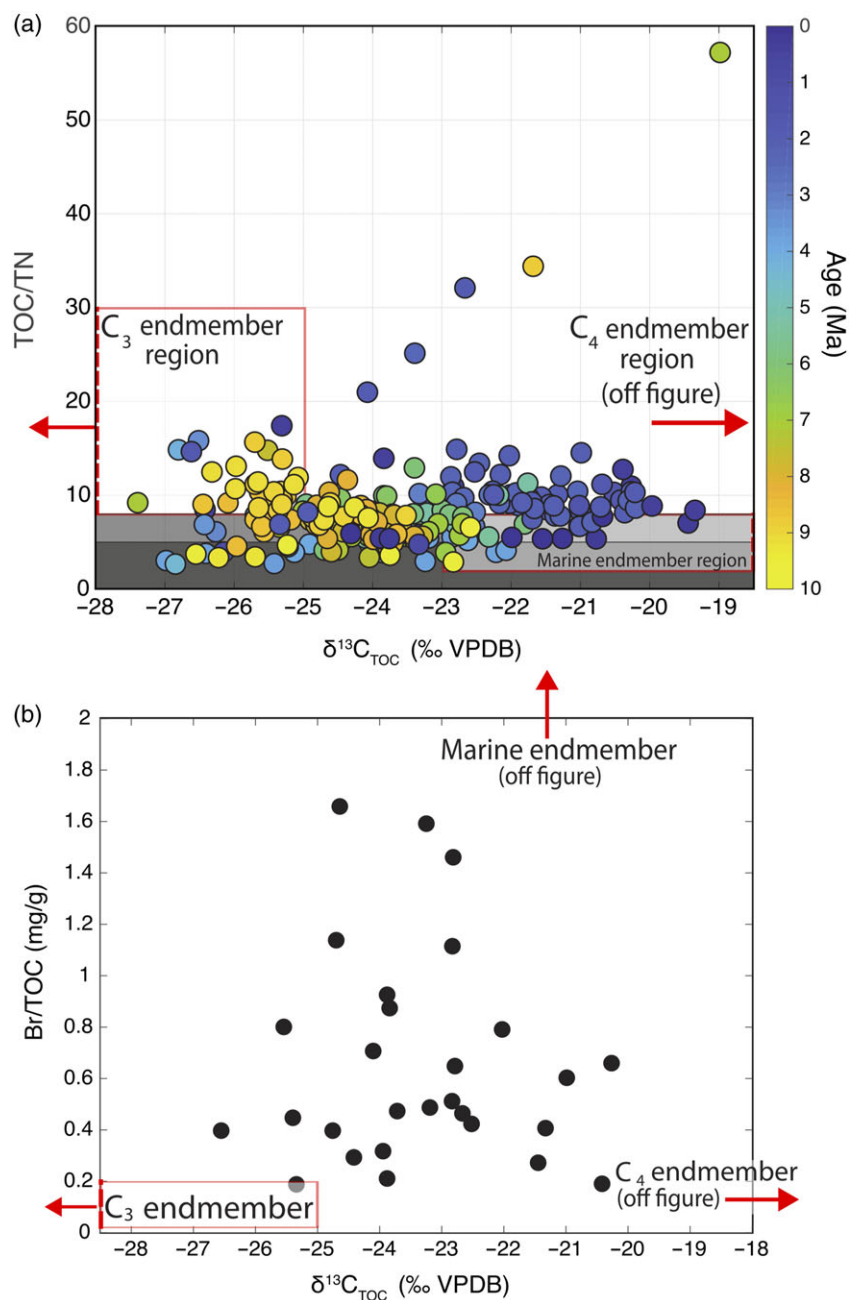 (a)
60
50
40
30
20
10
0
TOC/TN
C₃ endmember
region
C₄ endmember
region
(off figure)
Marine endmember region
−28 −27 −26 −25 −24 −23 −22 −21 −20 −19
δ¹³C_TOC (‰ VPDB)
0
1
2
3
4
5
6
7
8
9
10
Age (Ma)
(b)
2
1.8
1.6
1.4
1.2
1
0.8
0.6
0.4
0.2
0
Br/TOC (mg/g)
Marine endmember
(off figure)
C₃ endmember
C₄ endmember
(off figure)
−28 −27 −26 −25 −24 −23 −22 −21 −20 −19 −18
δ¹³C_TOC (‰ VPDB)